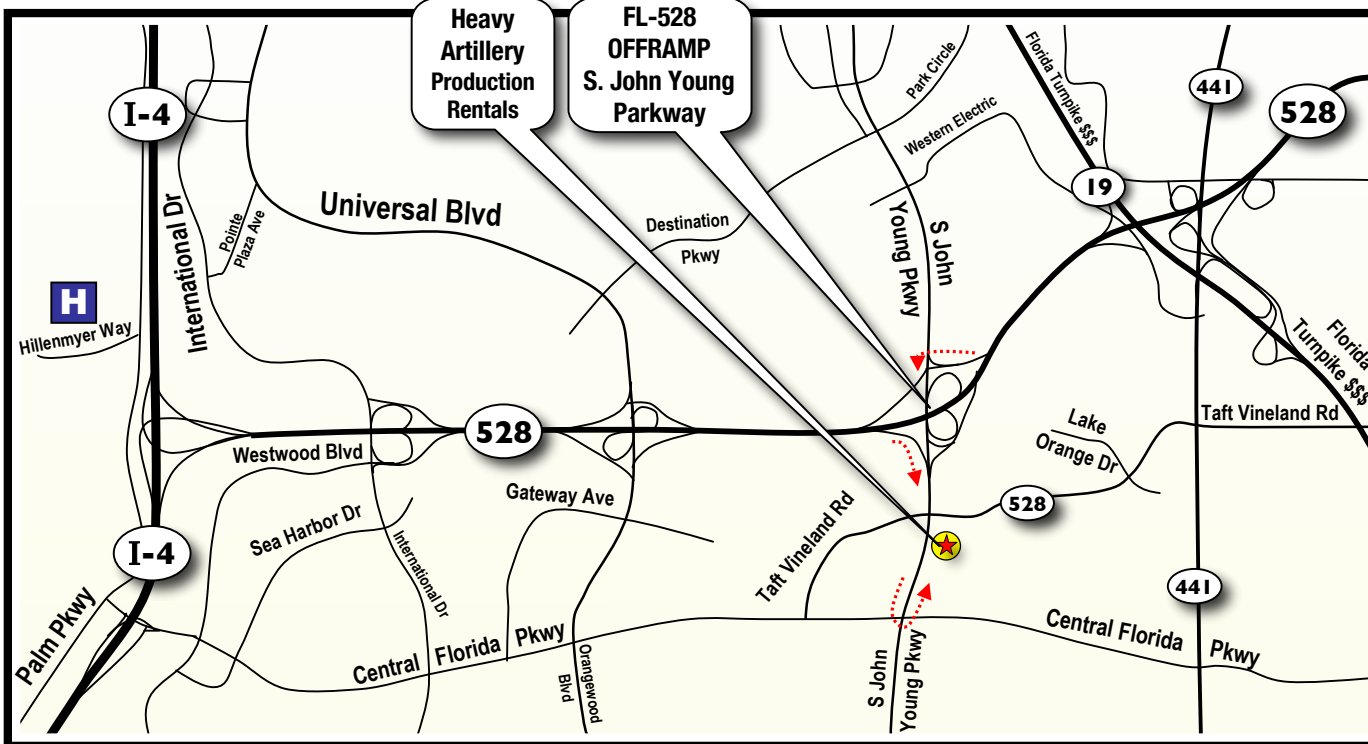 Heavy
Artillery
Production
Rentals
FL-528
OFFRAMP
S. John Young
Parkway
I-4
International Dr
Pointe
Plaza Ave
Universal Blvd
Destination
Pkwy
Park Circle
Western Electric
Florida Turnpike $$$
441
528
19
S John
Young Pkwy
H
Hillenmyer Way
Florida
Turnpike $$$
528
Westwood Blvd
Taft Vineland Rd
Lake
Orange Dr
Gateway Ave
Sea Harbor Dr
International Dr
Taft Vineland Rd
528
I-4
441
Palm Pkwy
Central Florida Pkwy
Orangewood
Blvd
S John
Young Pkwy
Central Florida Pkwy